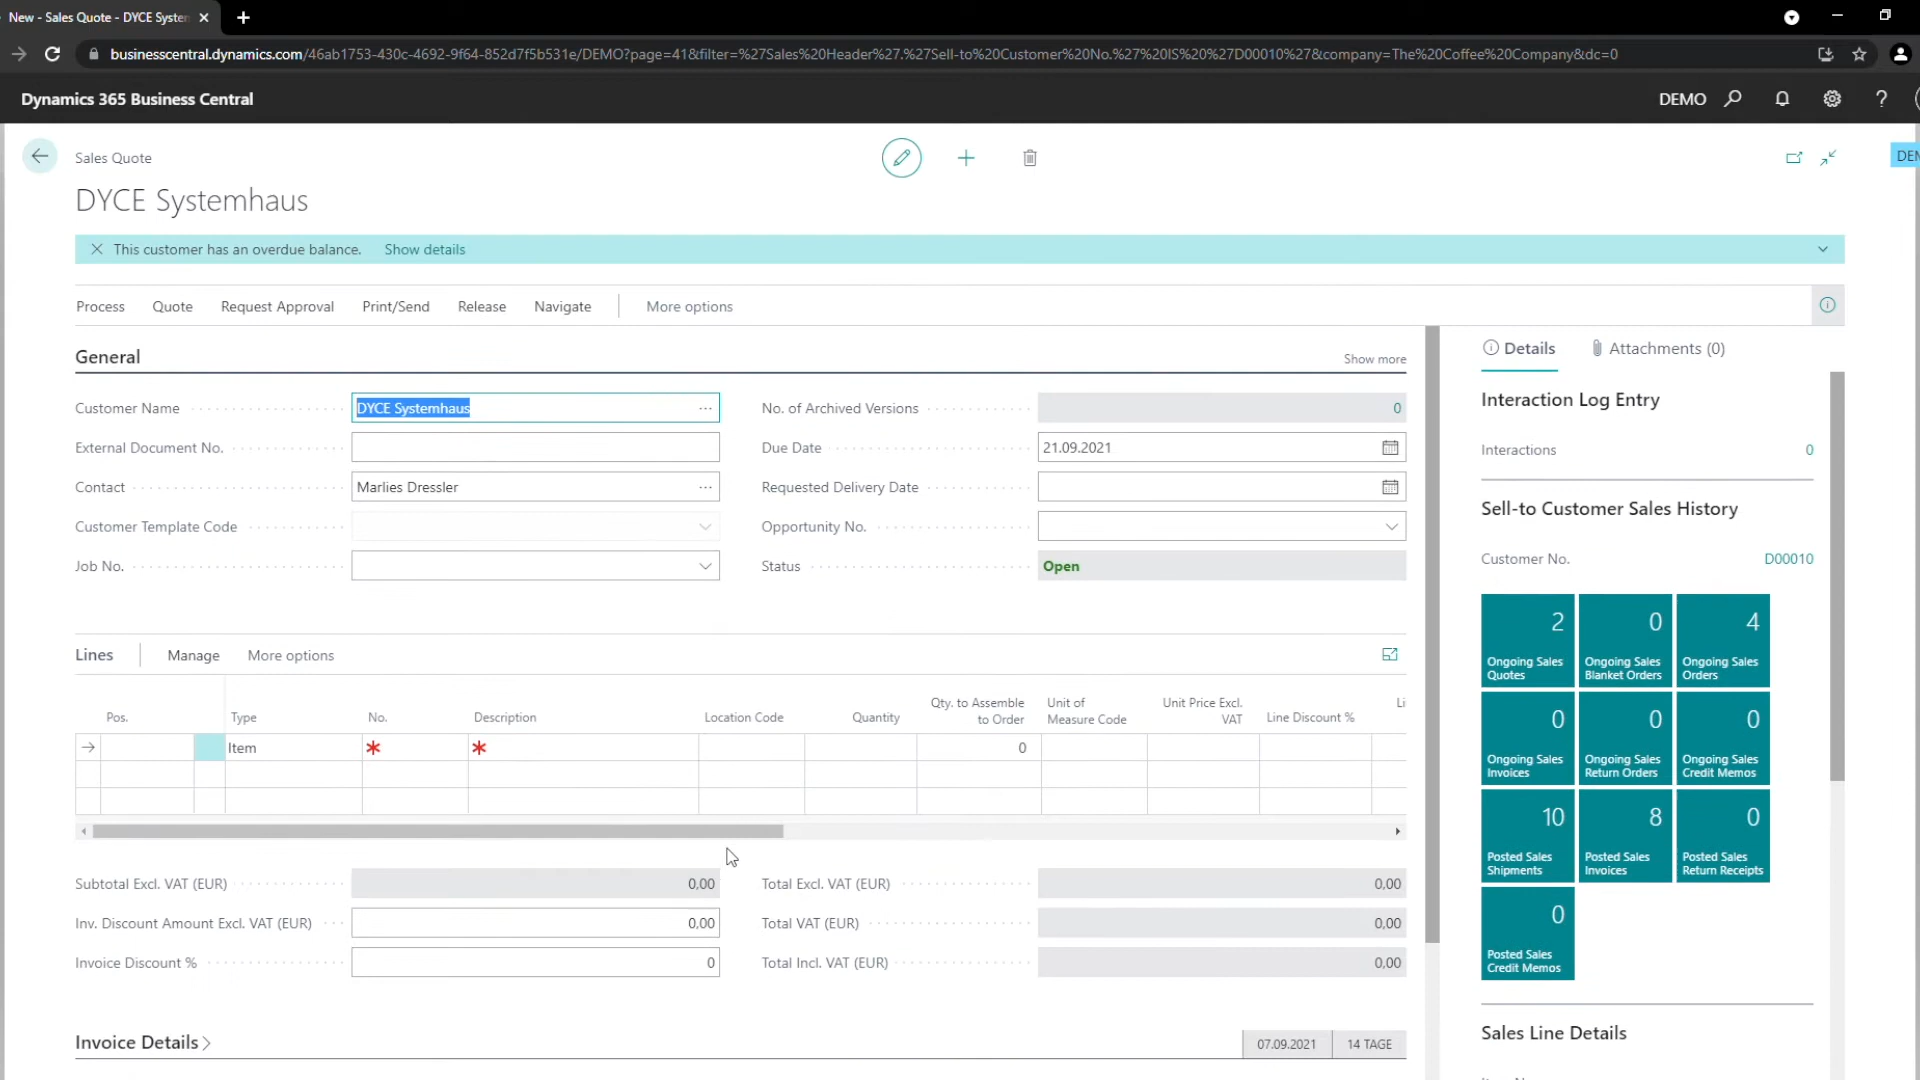 New - Sales Quote - DYCE System
businesscentral.dynamics.com/46ab1753-430c-4692-9f64-852d7f5b531e/DEMO?page=41&filter=%27Sales%20Header%27.%27Sell-to%20Customer%20No.%27%20IS%20%27D00010%27&company=The%20Coffee%20Company&dc=0
Dynamics 365 Business Central
DEMO
Sales Quote
DEM
DYCE Systemhaus
This customer has an overdue balance. Show details
Process Quote Request Approval Print/Send Release Navigate More options
General
Show more
Customer Name DYCE Systemhaus
External Document No.
Contact Marlies Dressler
Customer Template Code
Job No.
No. of Archived Versions 0
Due Date 21.09.2021
Requested Delivery Date
Opportunity No.
Status Open
Lines Manage More options
Pos. Type No. Description Location Code Quantity Qty. to Assemble to Order Unit of Measure Code Unit Price Excl. VAT Line Discount % Li
Item * * 0
Subtotal Excl. VAT (EUR) 0,00
Inv. Discount Amount Excl. VAT (EUR) 0,00
Invoice Discount % 0
Total Excl. VAT (EUR) 0,00
Total VAT (EUR) 0,00
Total Incl. VAT (EUR) 0,00
Invoice Details
07.09.2021 14 TAGE
Details Attachments (0)
Interaction Log Entry
Interactions 0
Sell-to Customer Sales History
Customer No. D00010
2 Ongoing Sales Quotes
0 Ongoing Sales Blanket Orders
4 Ongoing Sales Orders
0 Ongoing Sales Invoices
0 Ongoing Sales Return Orders
0 Ongoing Sales Credit Memos
10 Posted Sales Shipments
8 Posted Sales Invoices
0 Posted Sales Return Receipts
0 Posted Sales Credit Memos
Sales Line Details